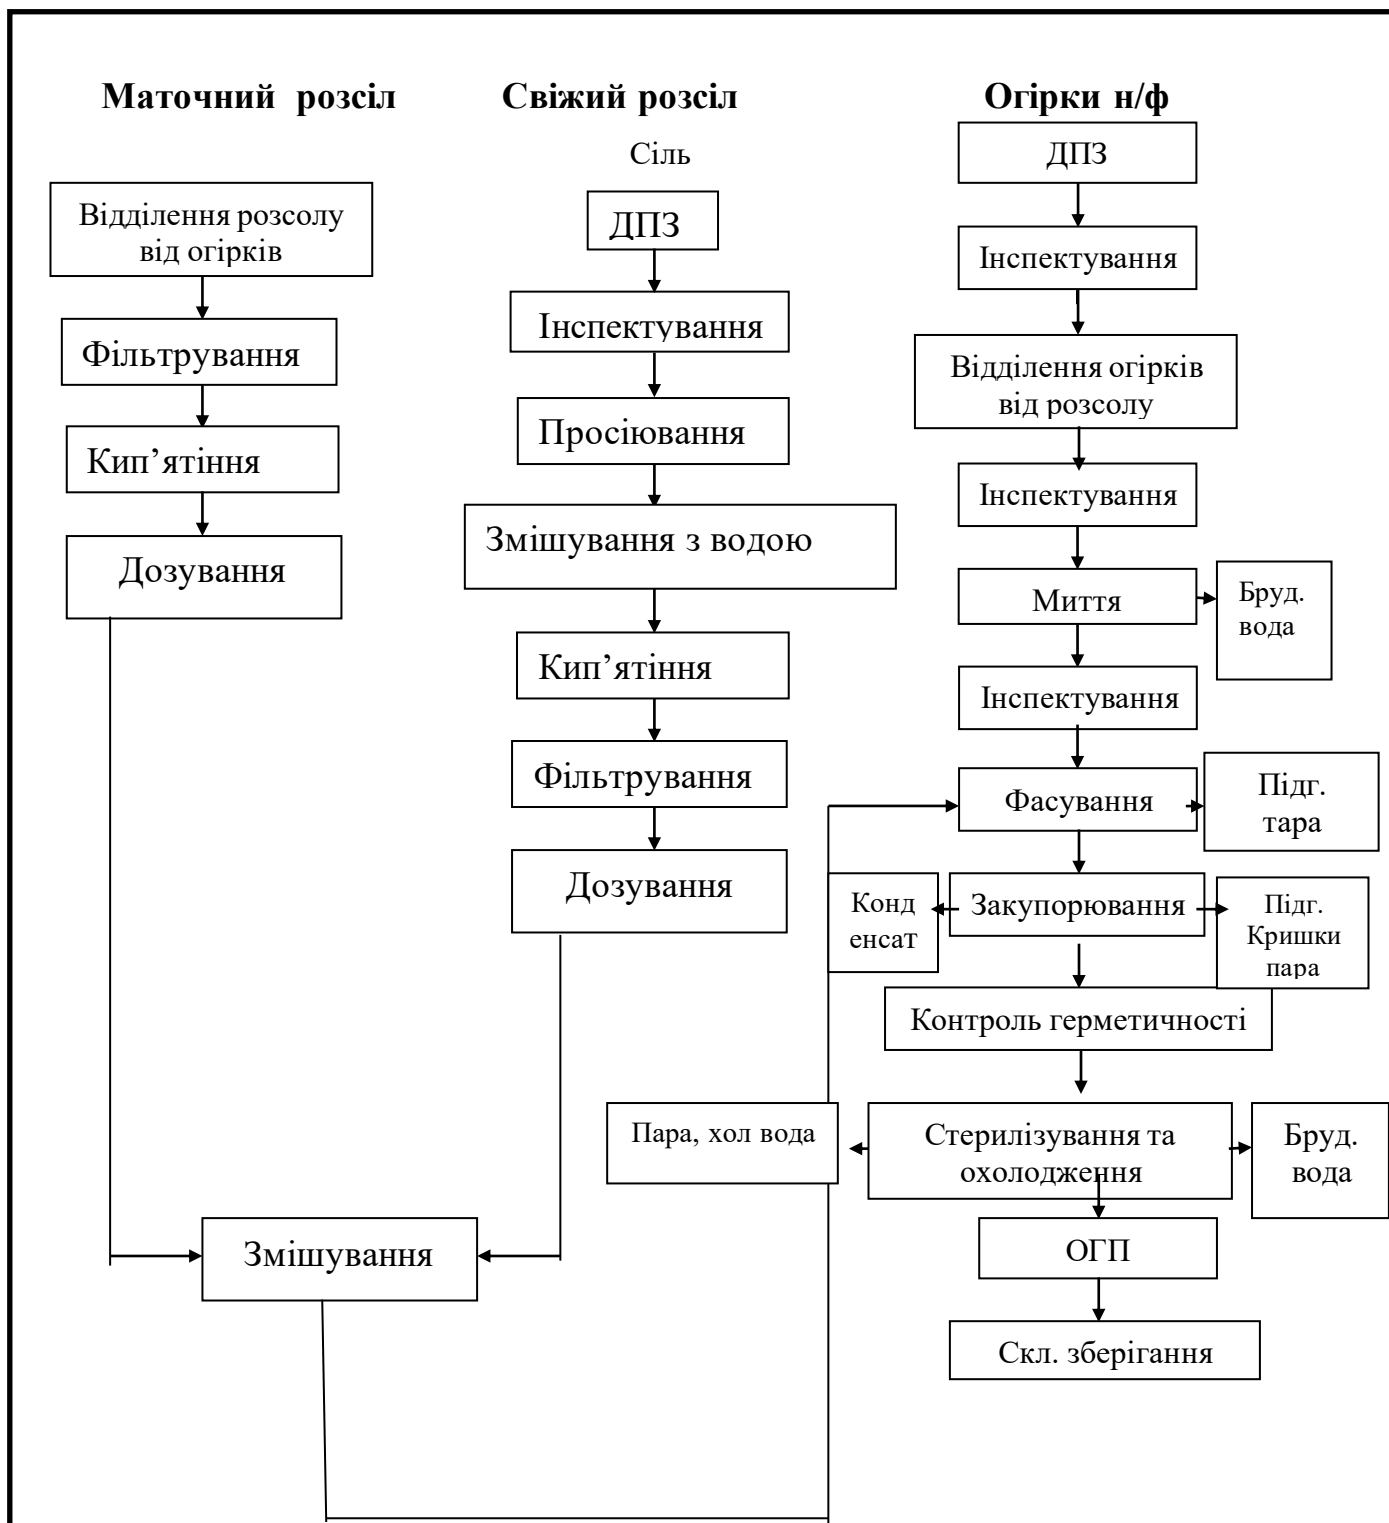 Маточний розсіл
Свіжий розсіл
Огірки н/ф
Відділення розсолу
від огірків
Фільтрування
Кип’ятіння
Дозування
Сіль
ДПЗ
Інспектування
Просіювання
Змішування з водою
Кип’ятіння
Фільтрування
Дозування
Змішування
ДПЗ
Інспектування
Відділення огірків
від розсолу
Інспектування
Миття
Бруд.
вода
Інспектування
Фасування
Підг.
тара
Конд
енсат
Закупорювання
Підг.
Кришки
пара
Контроль герметичності
Пара, хол вода
Стерилізування та
охолодження
Бруд.
вода
ОГП
Скл. зберігання